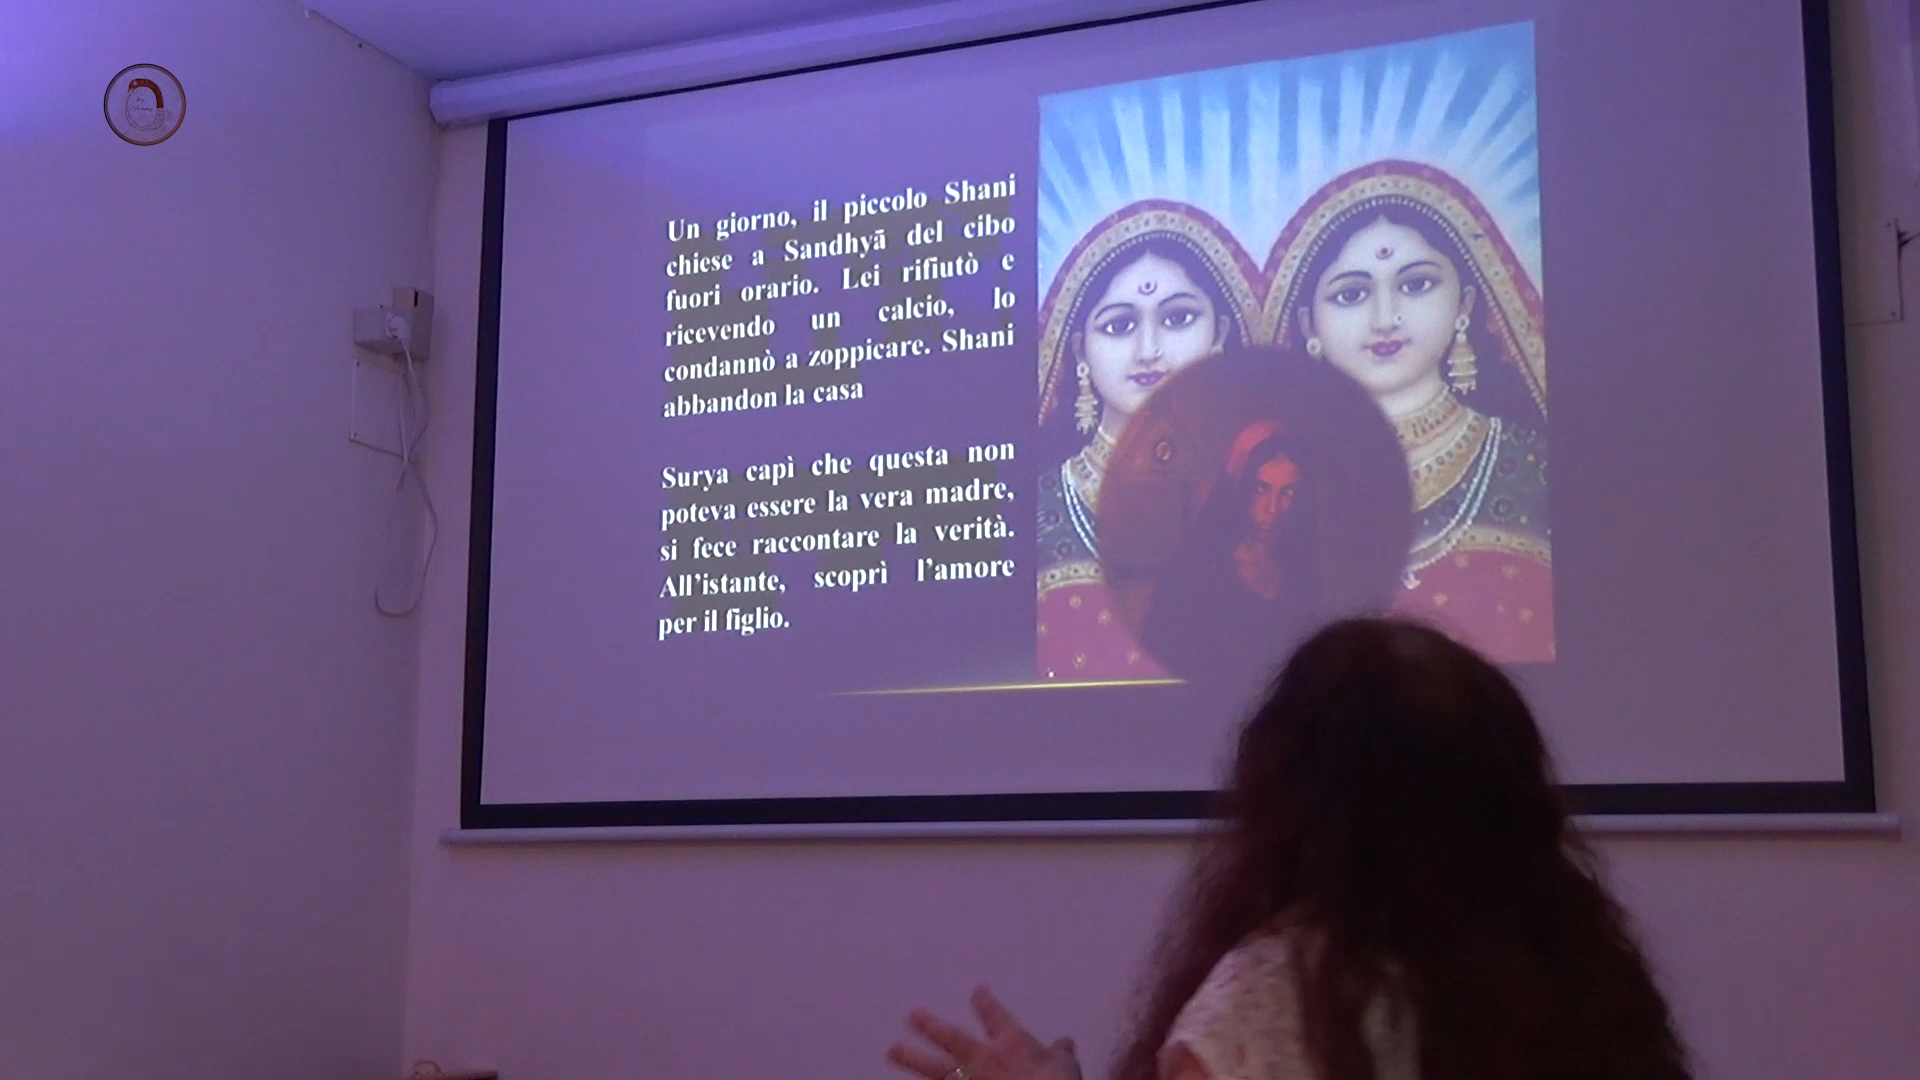 Un giorno, il piccolo Shani
chiese a Sandhyā del cibo
fuori orario. Lei rifiutò e
ricevendo un calcio, lo
condannò a zoppicare. Shani
abbandon la casa
Surya capì che questa non
poteva essere la vera madre,
si fece raccontare la verità.
All'istante, scoprì l'amore
per il figlio.